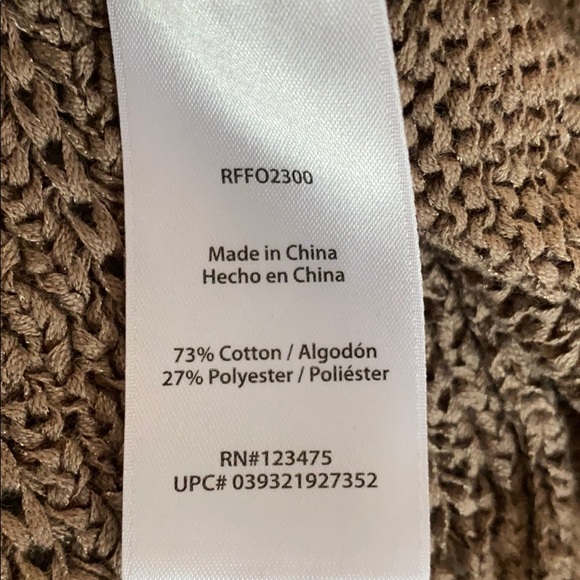 RFFO2300
Made in China
Hecho en China
73% Cotton / Algodón
27% Polyester / Poliéster
RN#123475
UPC# 039321927352